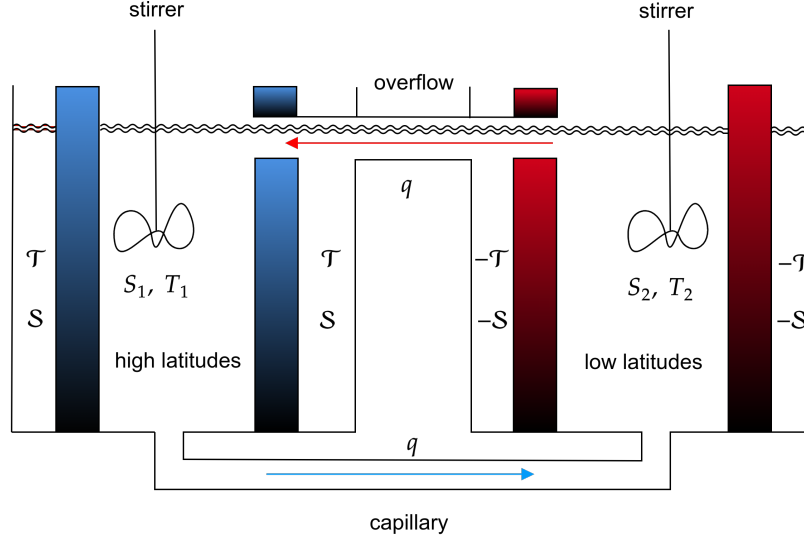 stirrer
stirrer
overflow
q
𝒯
𝒯
−𝒯
−𝒯
S₁, T₁
S₂, T₂
𝒮
𝒮
−𝒮
−𝒮
high latitudes
low latitudes
q
capillary